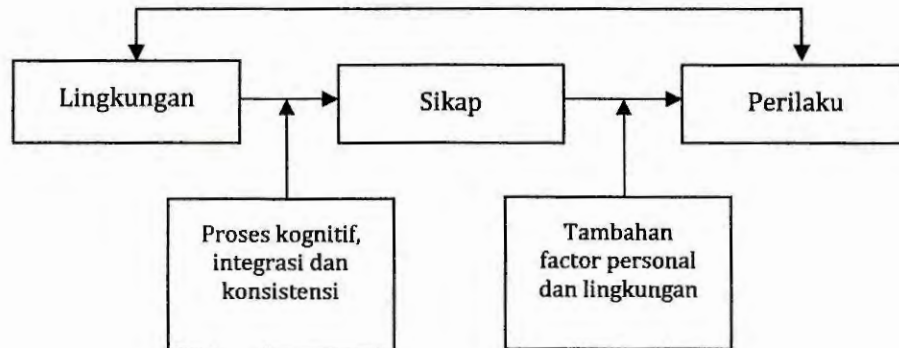 Lingkungan
Sikap
Perilaku
Proses kognitif,
integrasi dan
konsistensi
Tambahan
factor personal
dan lingkungan